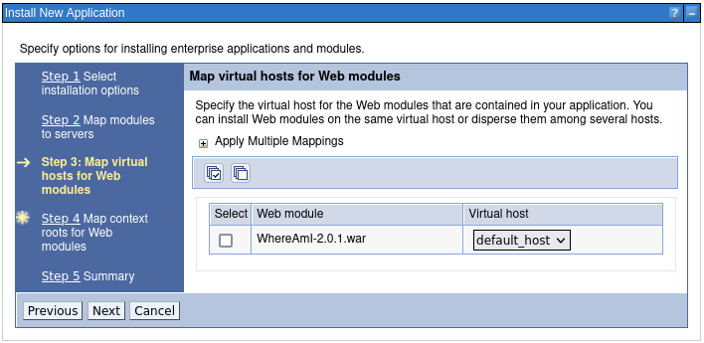 Install New Application
? –
Specify options for installing enterprise applications and modules.
Step 1 Select
installation options
Step 2 Map modules
to servers
Step 3: Map virtual
hosts for Web
modules
Step 4 Map context
roots for Web
modules
Step 5 Summary
Map virtual hosts for Web modules
Specify the virtual host for the Web modules that are contained in your application. You
can install Web modules on the same virtual host or disperse them among several hosts.
Apply Multiple Mappings
Select Web module Virtual host
WhereAmI-2.0.1.war default_host
Previous Next Cancel